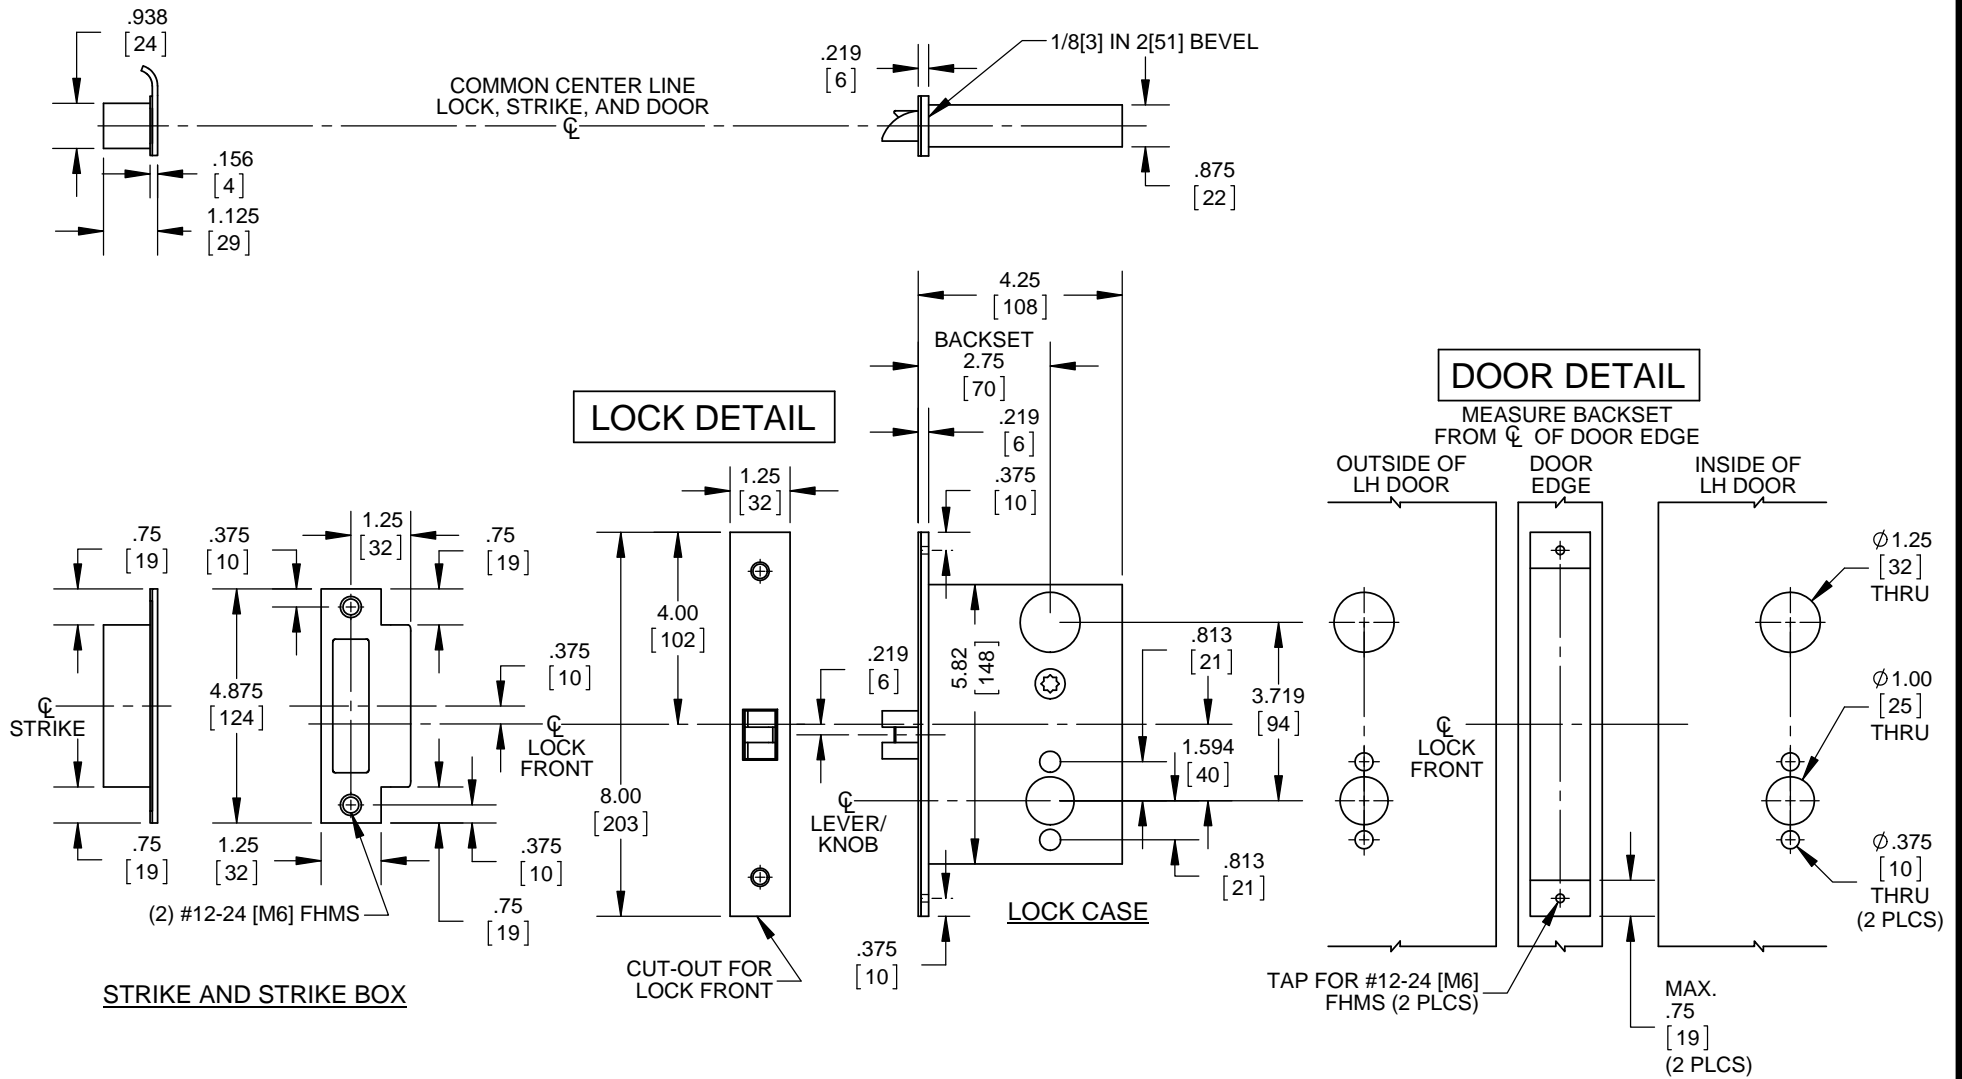 .938
[24]
COMMON CENTER LINE
LOCK, STRIKE, AND DOOR
℄
.219
[6]
1/8[3] IN 2[51] BEVEL
.156
[4]
1.125
[29]
.875
[22]
4.25
[108]
BACKSET
2.75
[70]
.219
[6]
.375
[10]
LOCK DETAIL
DOOR DETAIL
MEASURE BACKSET
FROM ℄ OF DOOR EDGE
OUTSIDE OF
LH DOOR
DOOR
EDGE
INSIDE OF
LH DOOR
.75
[19]
.375
[10]
1.25
[32]
.75
[19]
1.25
[32]
4.00
[102]
.375
[10]
.219
[6]
5.82
[148]
.813
[21]
3.719
[94]
1.594
[40]
Ø1.25
[32]
THRU
Ø1.00
[25]
THRU
℄
STRIKE
4.875
[124]
℄
LOCK
FRONT
℄
LOCK
FRONT
8.00
[203]
℄
LEVER/
KNOB
.75
[19]
1.25
[32]
.375
[10]
.75
[19]
.813
[21]
Ø.375
[10]
THRU
(2 PLCS)
(2) #12-24 [M6] FHMS
LOCK CASE
.375
[10]
CUT-OUT FOR
LOCK FRONT
STRIKE AND STRIKE BOX
TAP FOR #12-24 [M6]
FHMS (2 PLCS)
MAX.
.75
[19]
(2 PLCS)